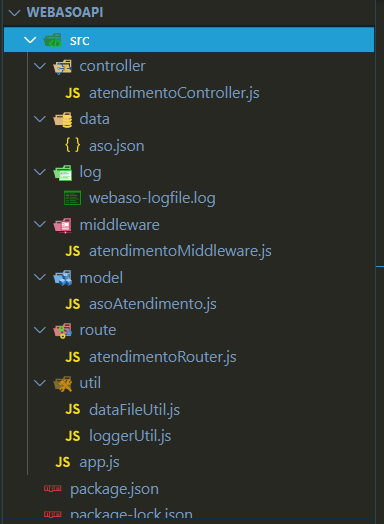 WEBASOAPI
src
controller
JS atendimentoController.js
data
{} aso.json
log
webaso-logfile.log
middleware
JS atendimentoMiddleware.js
model
JS asoAtendimento.js
route
JS atendimentoRouter.js
util
JS dataFileUtil.js
JS loggerUtil.js
JS app.js
package.json
package-lock.json